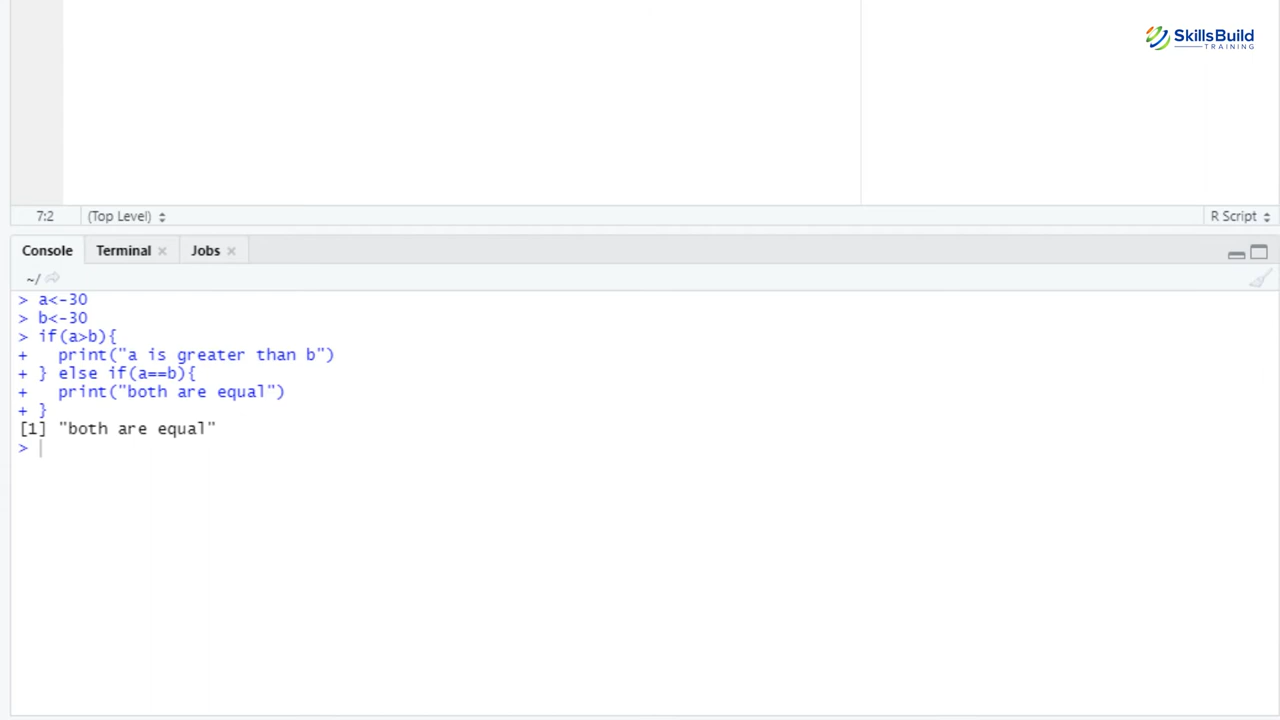 SkillsBuild
TRAINING
7:2 (Top Level) R Script
Console Terminal Jobs
~/
> a<-30
> b<-30
> if(a>b){
+   print("a is greater than b")
+ } else if(a==b){
+   print("both are equal")
+ }
[1] "both are equal"
>